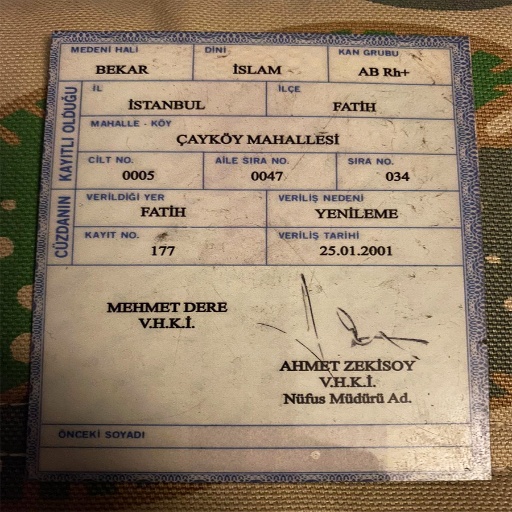 MEDENİ HALİ DİNİ KAN GRUBU
BEKAR İSLAM AB Rh+
KAYITLI OLDUĞU
İL İLÇE
İSTANBUL FATİH
MAHALLE - KÖY
ÇAYKÖY MAHALLESİ
CİLT NO. AİLE SIRA NO. SIRA NO.
0005 0047 034
CÜZDANIN
VERİLDİĞİ YER VERİLİŞ NEDENİ
FATİH YENİLEME
KAYIT NO. VERİLİŞ TARİHİ
177 25.01.2001
MEHMET DERE
V.H.K.İ.
AHMET ZEKİSOY
V.H.K.İ.
Nüfus Müdürü Ad.
ÖNCEKİ SOYADI